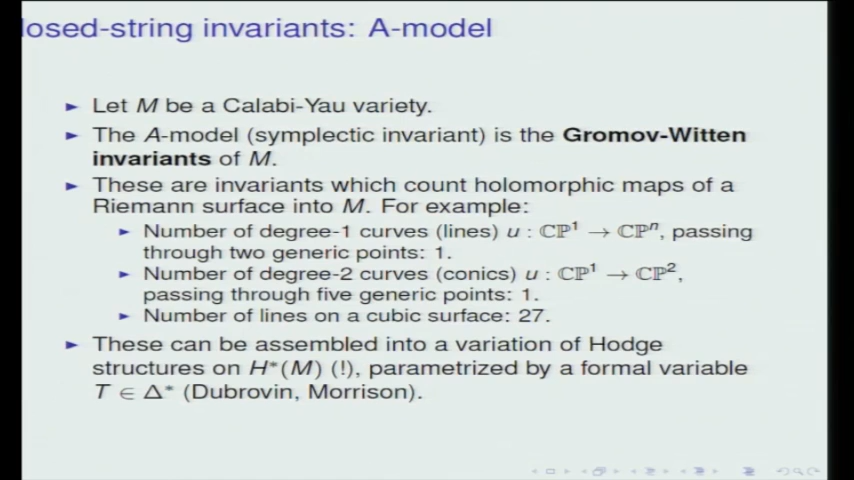 losed-string invariants: A-model
Let M be a Calabi-Yau variety.
The A-model (symplectic invariant) is the Gromov-Witten
invariants of M.
These are invariants which count holomorphic maps of a
Riemann surface into M. For example:
Number of degree-1 curves (lines) u : ℂℙ¹ → ℂℙⁿ, passing
through two generic points: 1.
Number of degree-2 curves (conics) u : ℂℙ¹ → ℂℙ²,
passing through five generic points: 1.
Number of lines on a cubic surface: 27.
These can be assembled into a variation of Hodge
structures on H*(M) (!), parametrized by a formal variable
T ∈ Δ* (Dubrovin, Morrison).